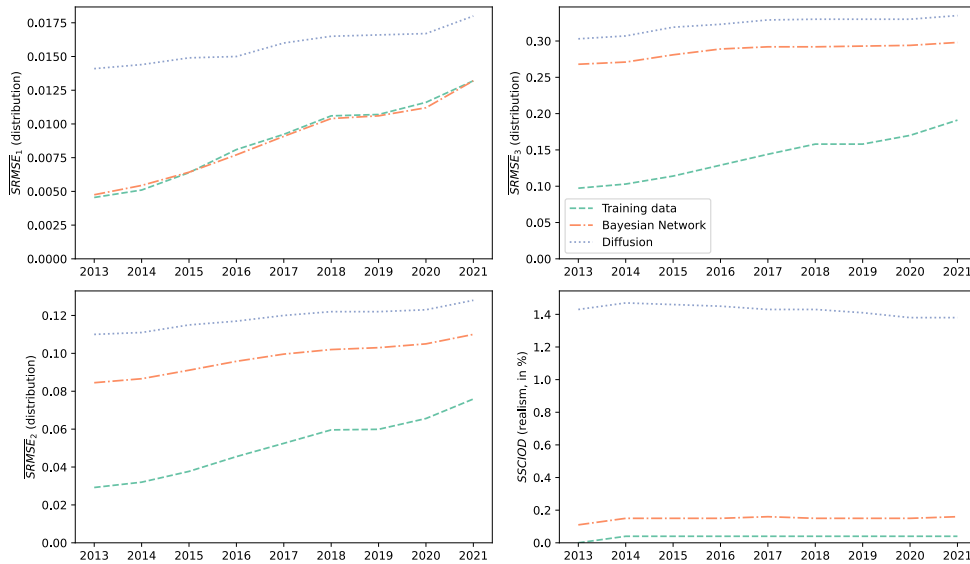 SRMSE1 (distribution)
0.0175
0.0150
0.0125
0.0100
0.0075
0.0050
0.0025
0.0000
2013 2014 2015 2016 2017 2018 2019 2020 2021
SRMSE3 (distribution)
0.30
0.25
0.20
0.15
0.10
0.05
0.00
Training data
Bayesian Network
Diffusion
2013 2014 2015 2016 2017 2018 2019 2020 2021
SRMSE2 (distribution)
0.12
0.10
0.08
0.06
0.04
0.02
0.00
2013 2014 2015 2016 2017 2018 2019 2020 2021
SSCIOD (realism, in %)
1.4
1.2
1.0
0.8
0.6
0.4
0.2
0.0
2013 2014 2015 2016 2017 2018 2019 2020 2021